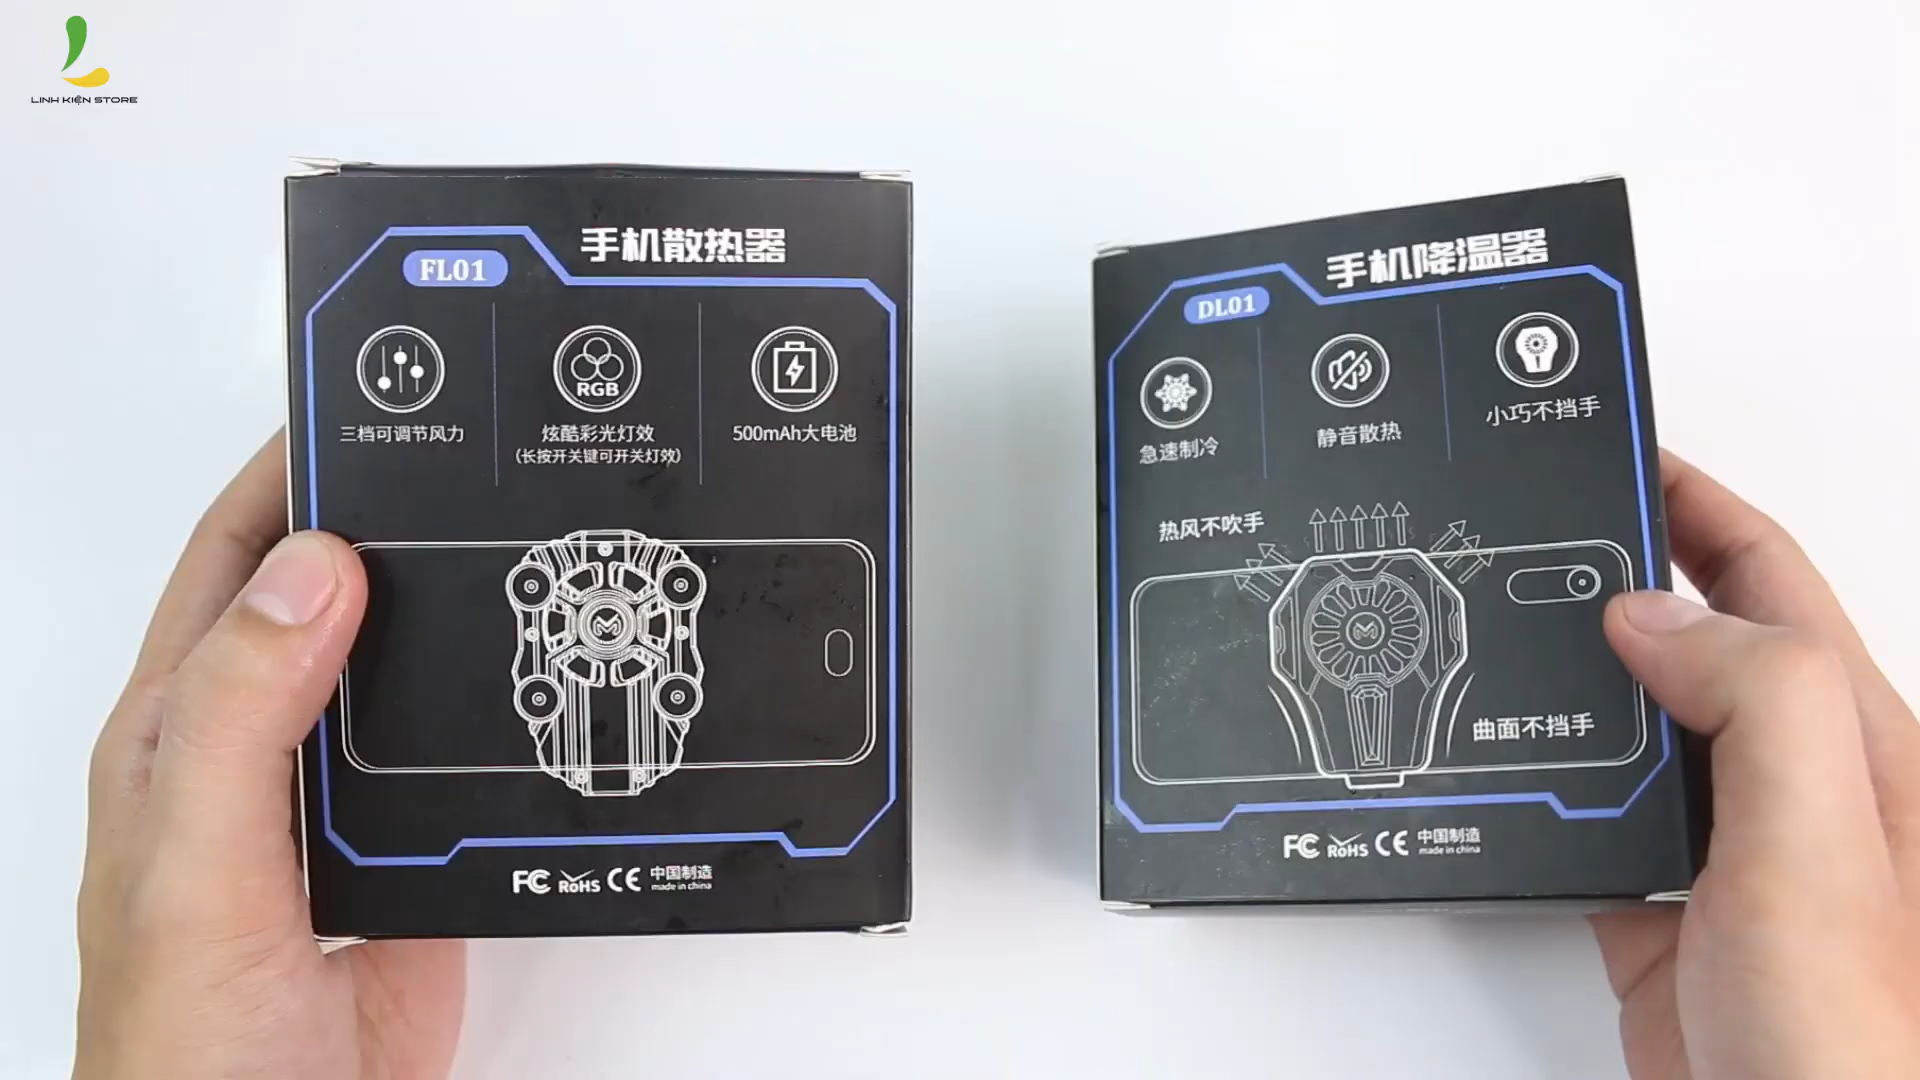 LINH KIỆN STORE
手机散热器
FL01
RGB
三档可调节风力
炫酷彩光灯效
(长按开关键可开关灯效)
500mAh大电池
M
FC RoHS CE 中国制造
made in china
手机降温器
DL01
急速制冷
静音散热
小巧不挡手
热风不吹手
M
曲面不挡手
FC RoHS CE 中国制造
made in china